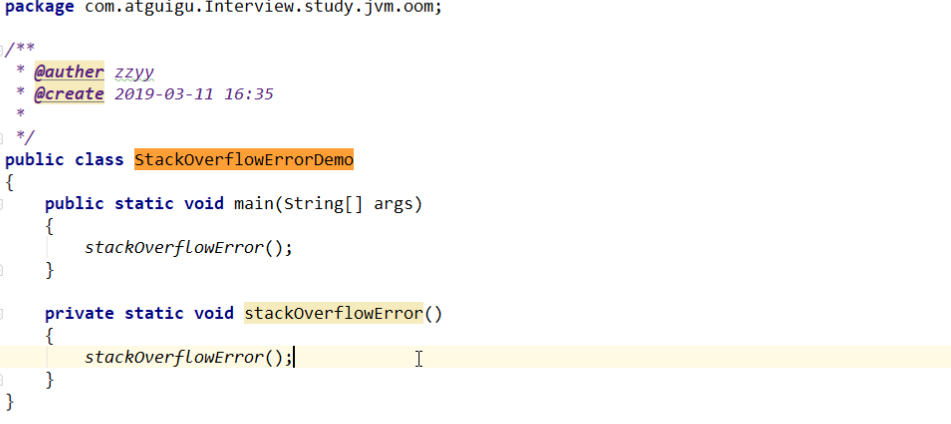 package com.atguigu.Interview.study.jvm.oom;
/**
* @auther zzyy
* @create 2019-03-11 16:35
*
*/
public class StackOverflowErrorDemo
{
public static void main(String[] args)
{
stackOverflowError();
}
private static void stackOverflowError()
{
stackOverflowError();
}
}